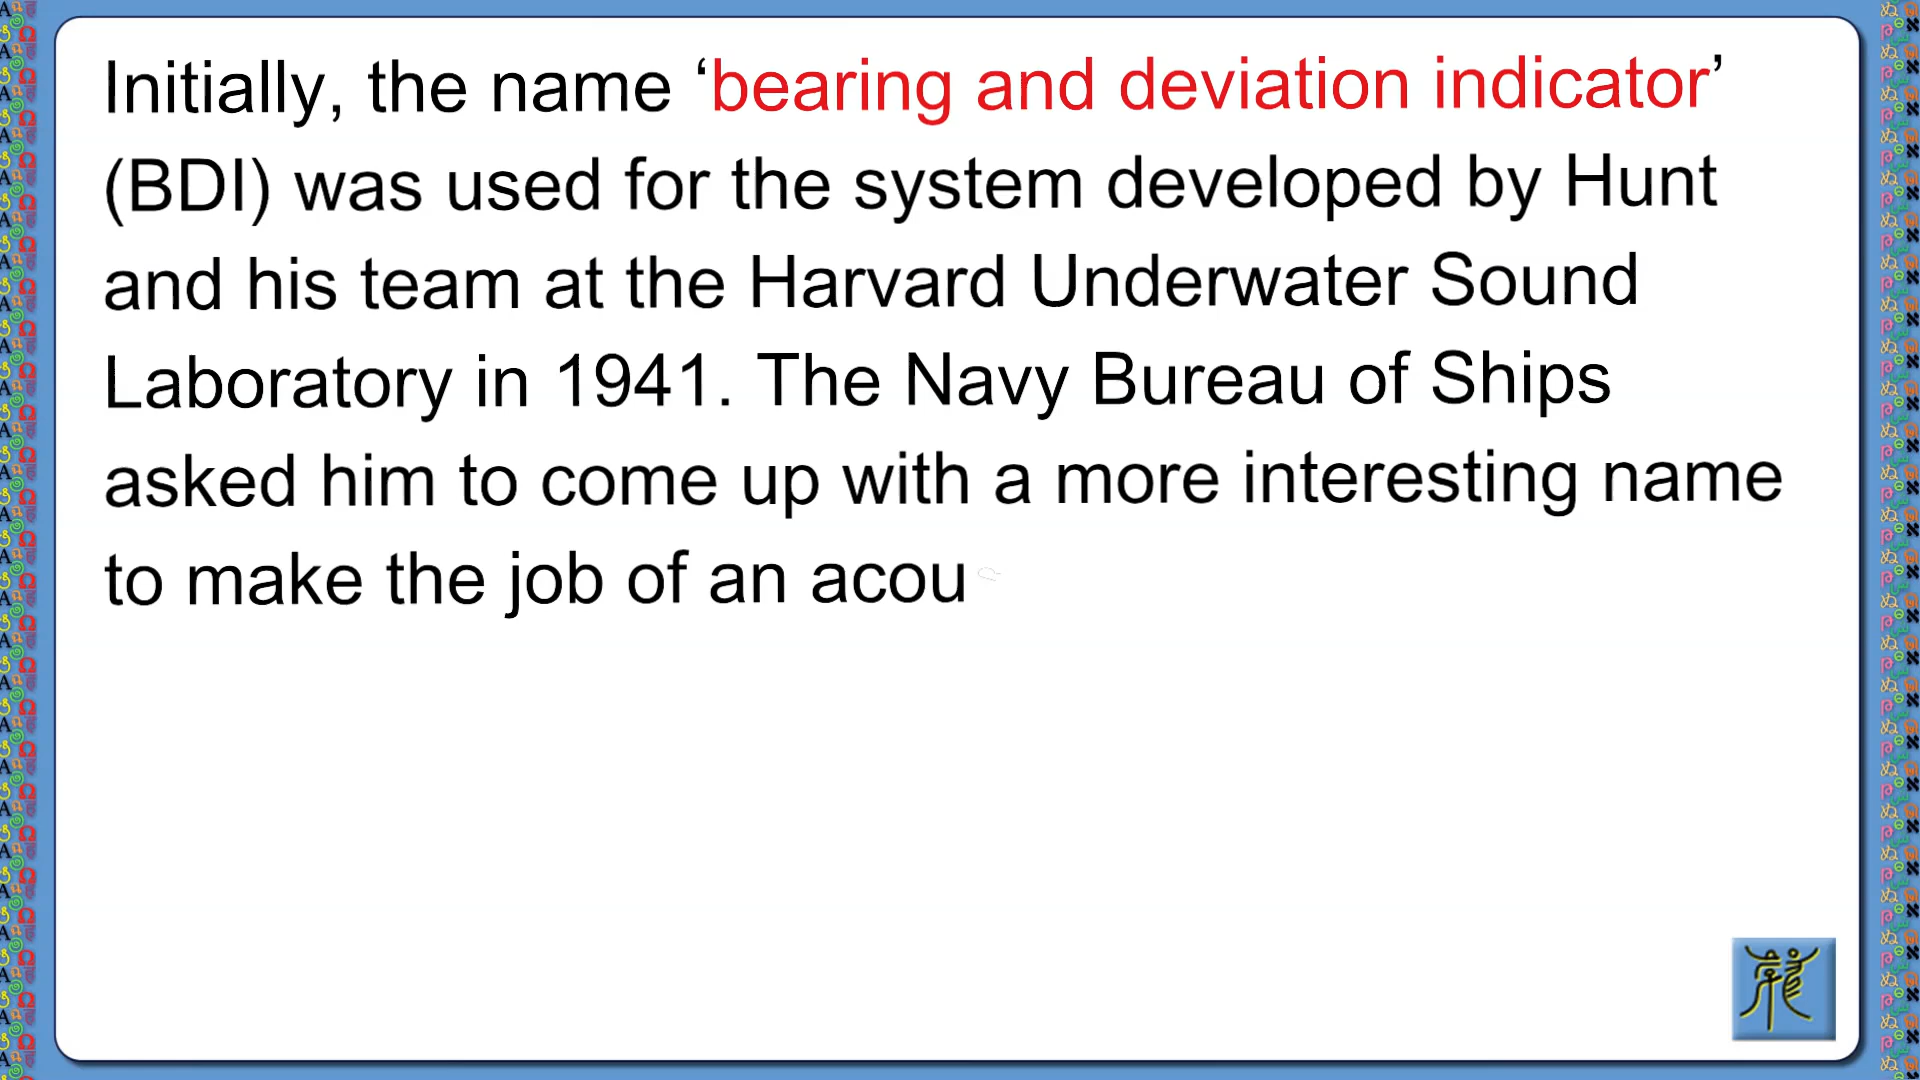 Initially, the name ‘bearing and deviation indicator’
(BDI) was used for the system developed by Hunt
and his team at the Harvard Underwater Sound
Laboratory in 1941. The Navy Bureau of Ships
asked him to come up with a more interesting name
to make the job of an acou